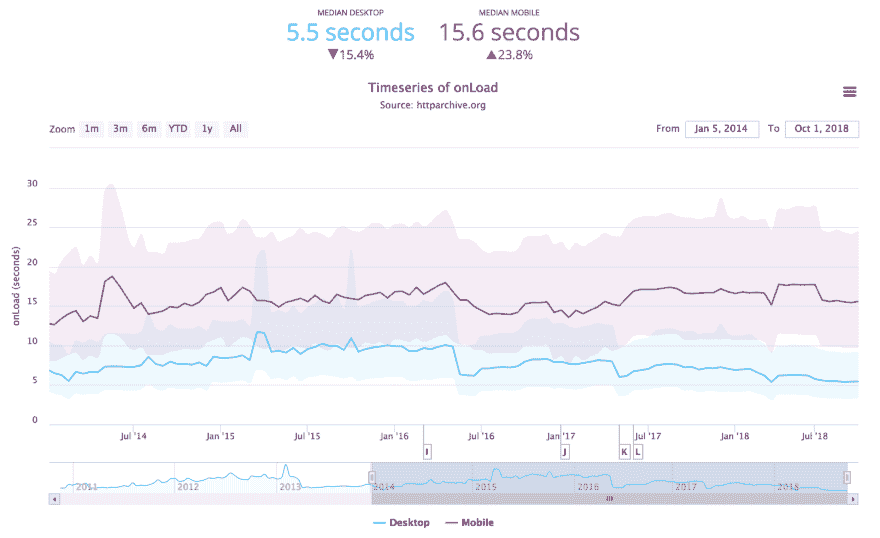 MEDIAN DESKTOP MEDIAN MOBILE
5.5 seconds 15.6 seconds
▼15.4% ▲23.8%
Timeseries of onLoad
Source: httparchive.org
Zoom 1m 3m 6m YTD 1y All From Jan 5, 2014 To Oct 1, 2018
onLoad (seconds)
30
25
20
15
10
5
0
Jul '14 Jan '15 Jul '15 Jan '16 Jul '16 Jan '17 Jul '17 Jan '18 Jul '18
I J K L
2011 2012 2013 2014 2015 2016 2017 2018
Desktop Mobile